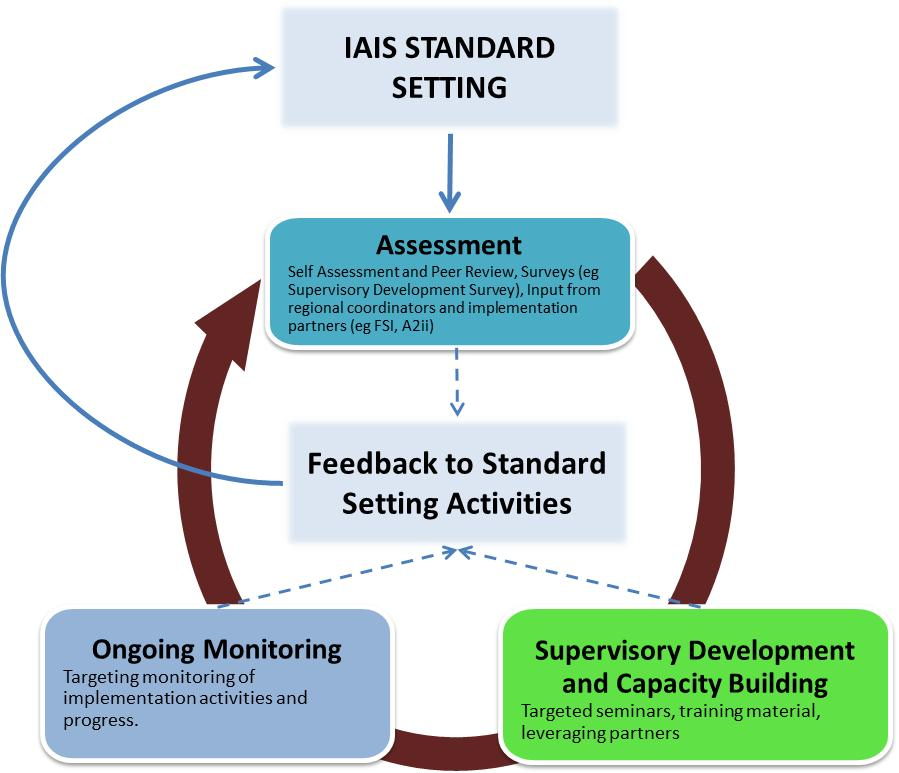 IAIS STANDARD
SETTING
Assessment
Self Assessment and Peer Review, Surveys (eg
Supervisory Development Survey), Input from
regional coordinators and implementation
partners (eg FSI, A2ii)
Feedback to Standard
Setting Activities
Ongoing Monitoring
Targeting monitoring of
implementation activities and
progress.
Supervisory Development
and Capacity Building
Targeted seminars, training material,
leveraging partners